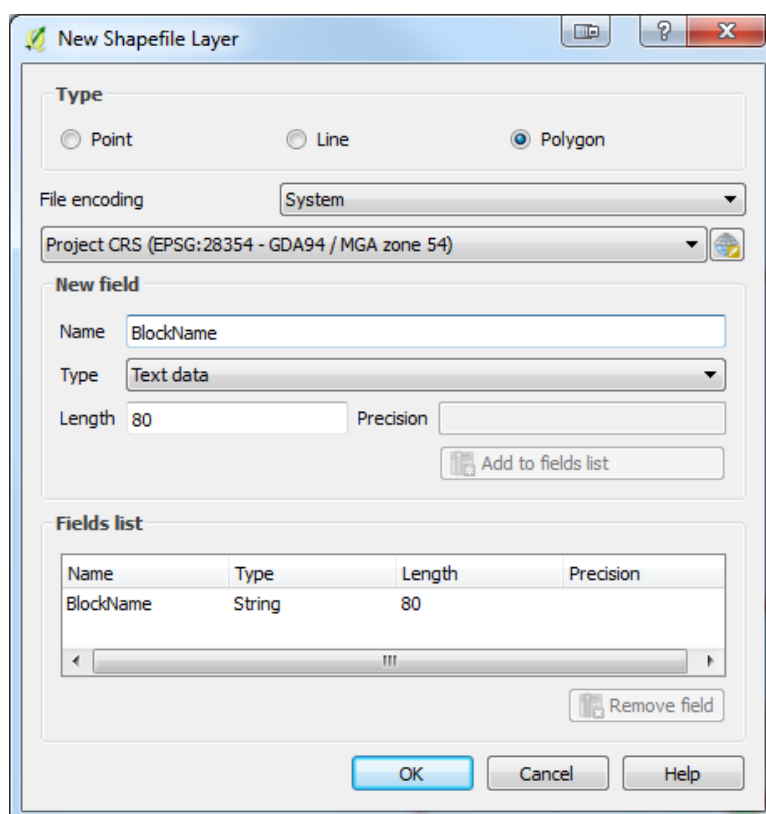 New Shapefile Layer
Type
Point Line Polygon
File encoding System
Project CRS (EPSG:28354 - GDA94 / MGA zone 54)
New field
Name BlockName
Type Text data
Length 80 Precision
Add to fields list
Fields list
Name Type Length Precision
BlockName String 80
Remove field
OK Cancel Help